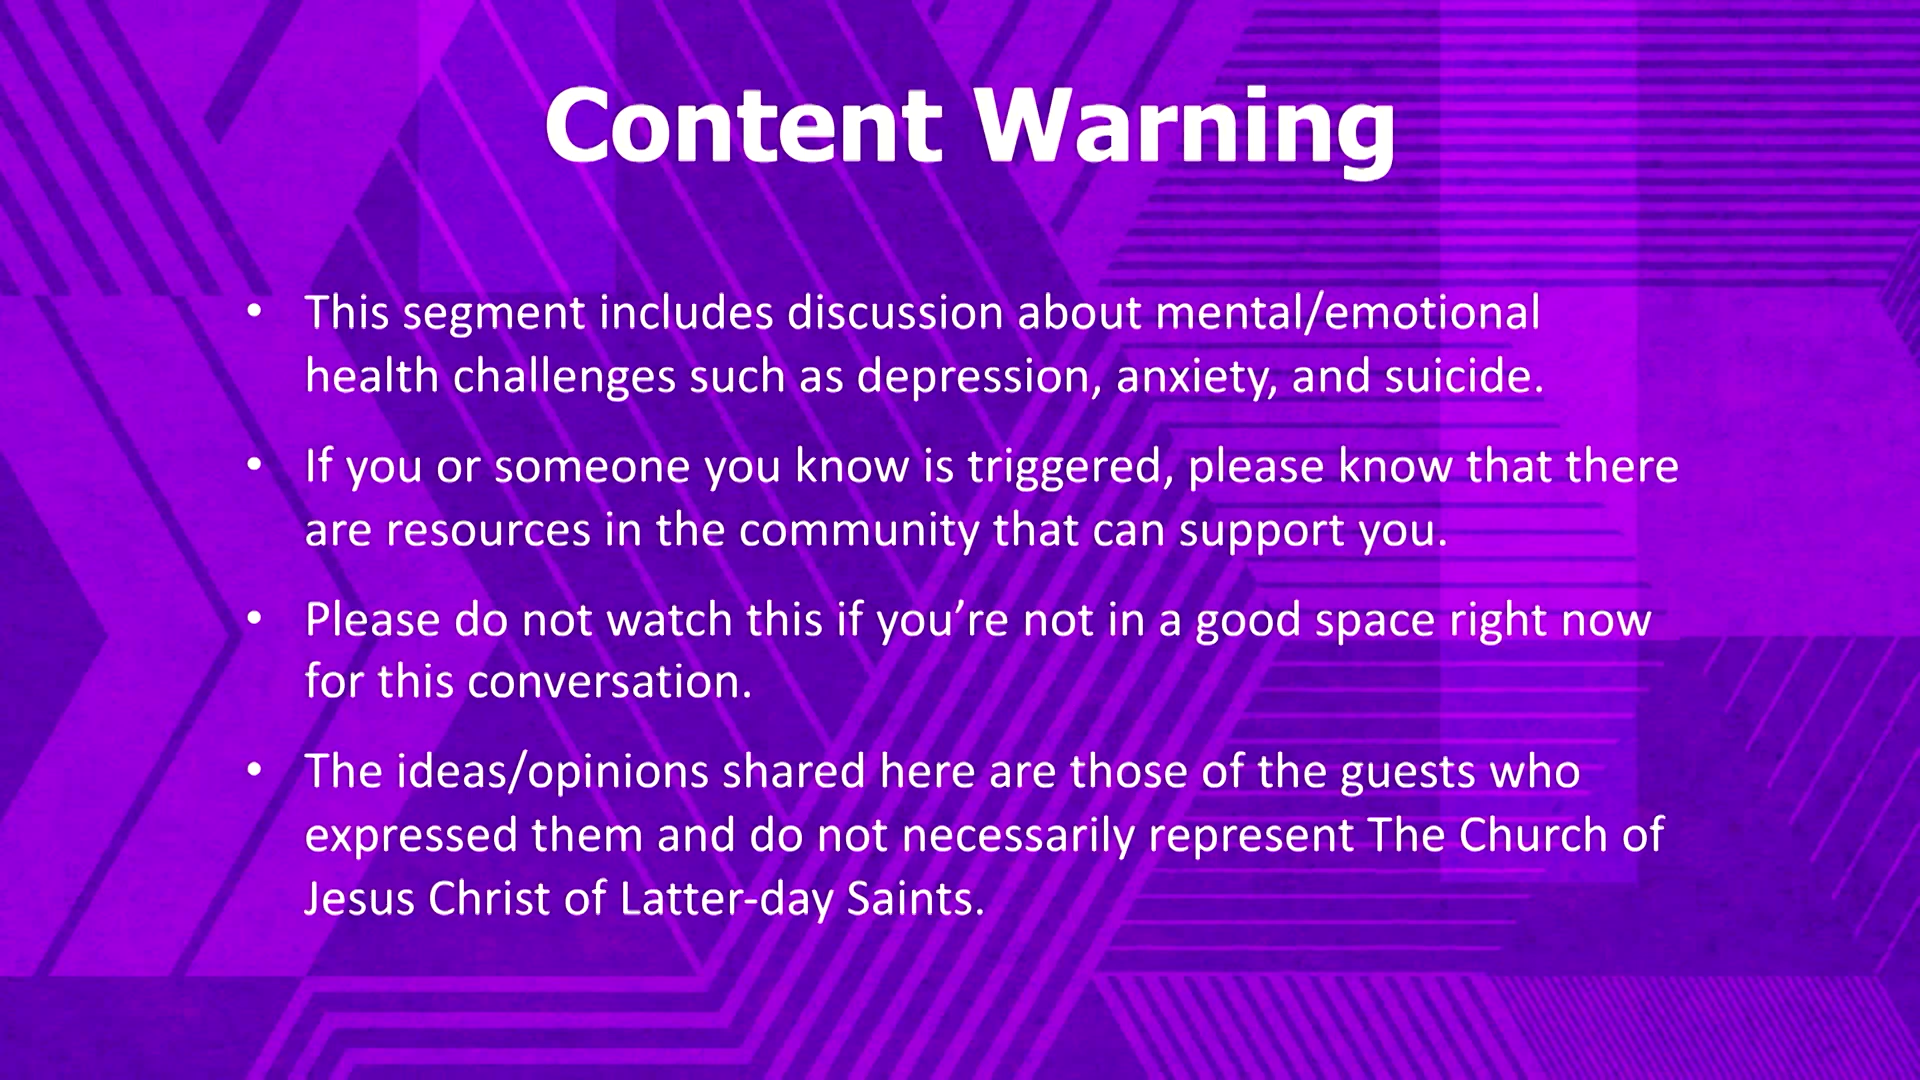 Content Warning
• This segment includes discussion about mental/emotional
health challenges such as depression, anxiety, and suicide.
• If you or someone you know is triggered, please know that there
are resources in the community that can support you.
• Please do not watch this if you’re not in a good space right now
for this conversation.
• The ideas/opinions shared here are those of the guests who
expressed them and do not necessarily represent The Church of
Jesus Christ of Latter-day Saints.